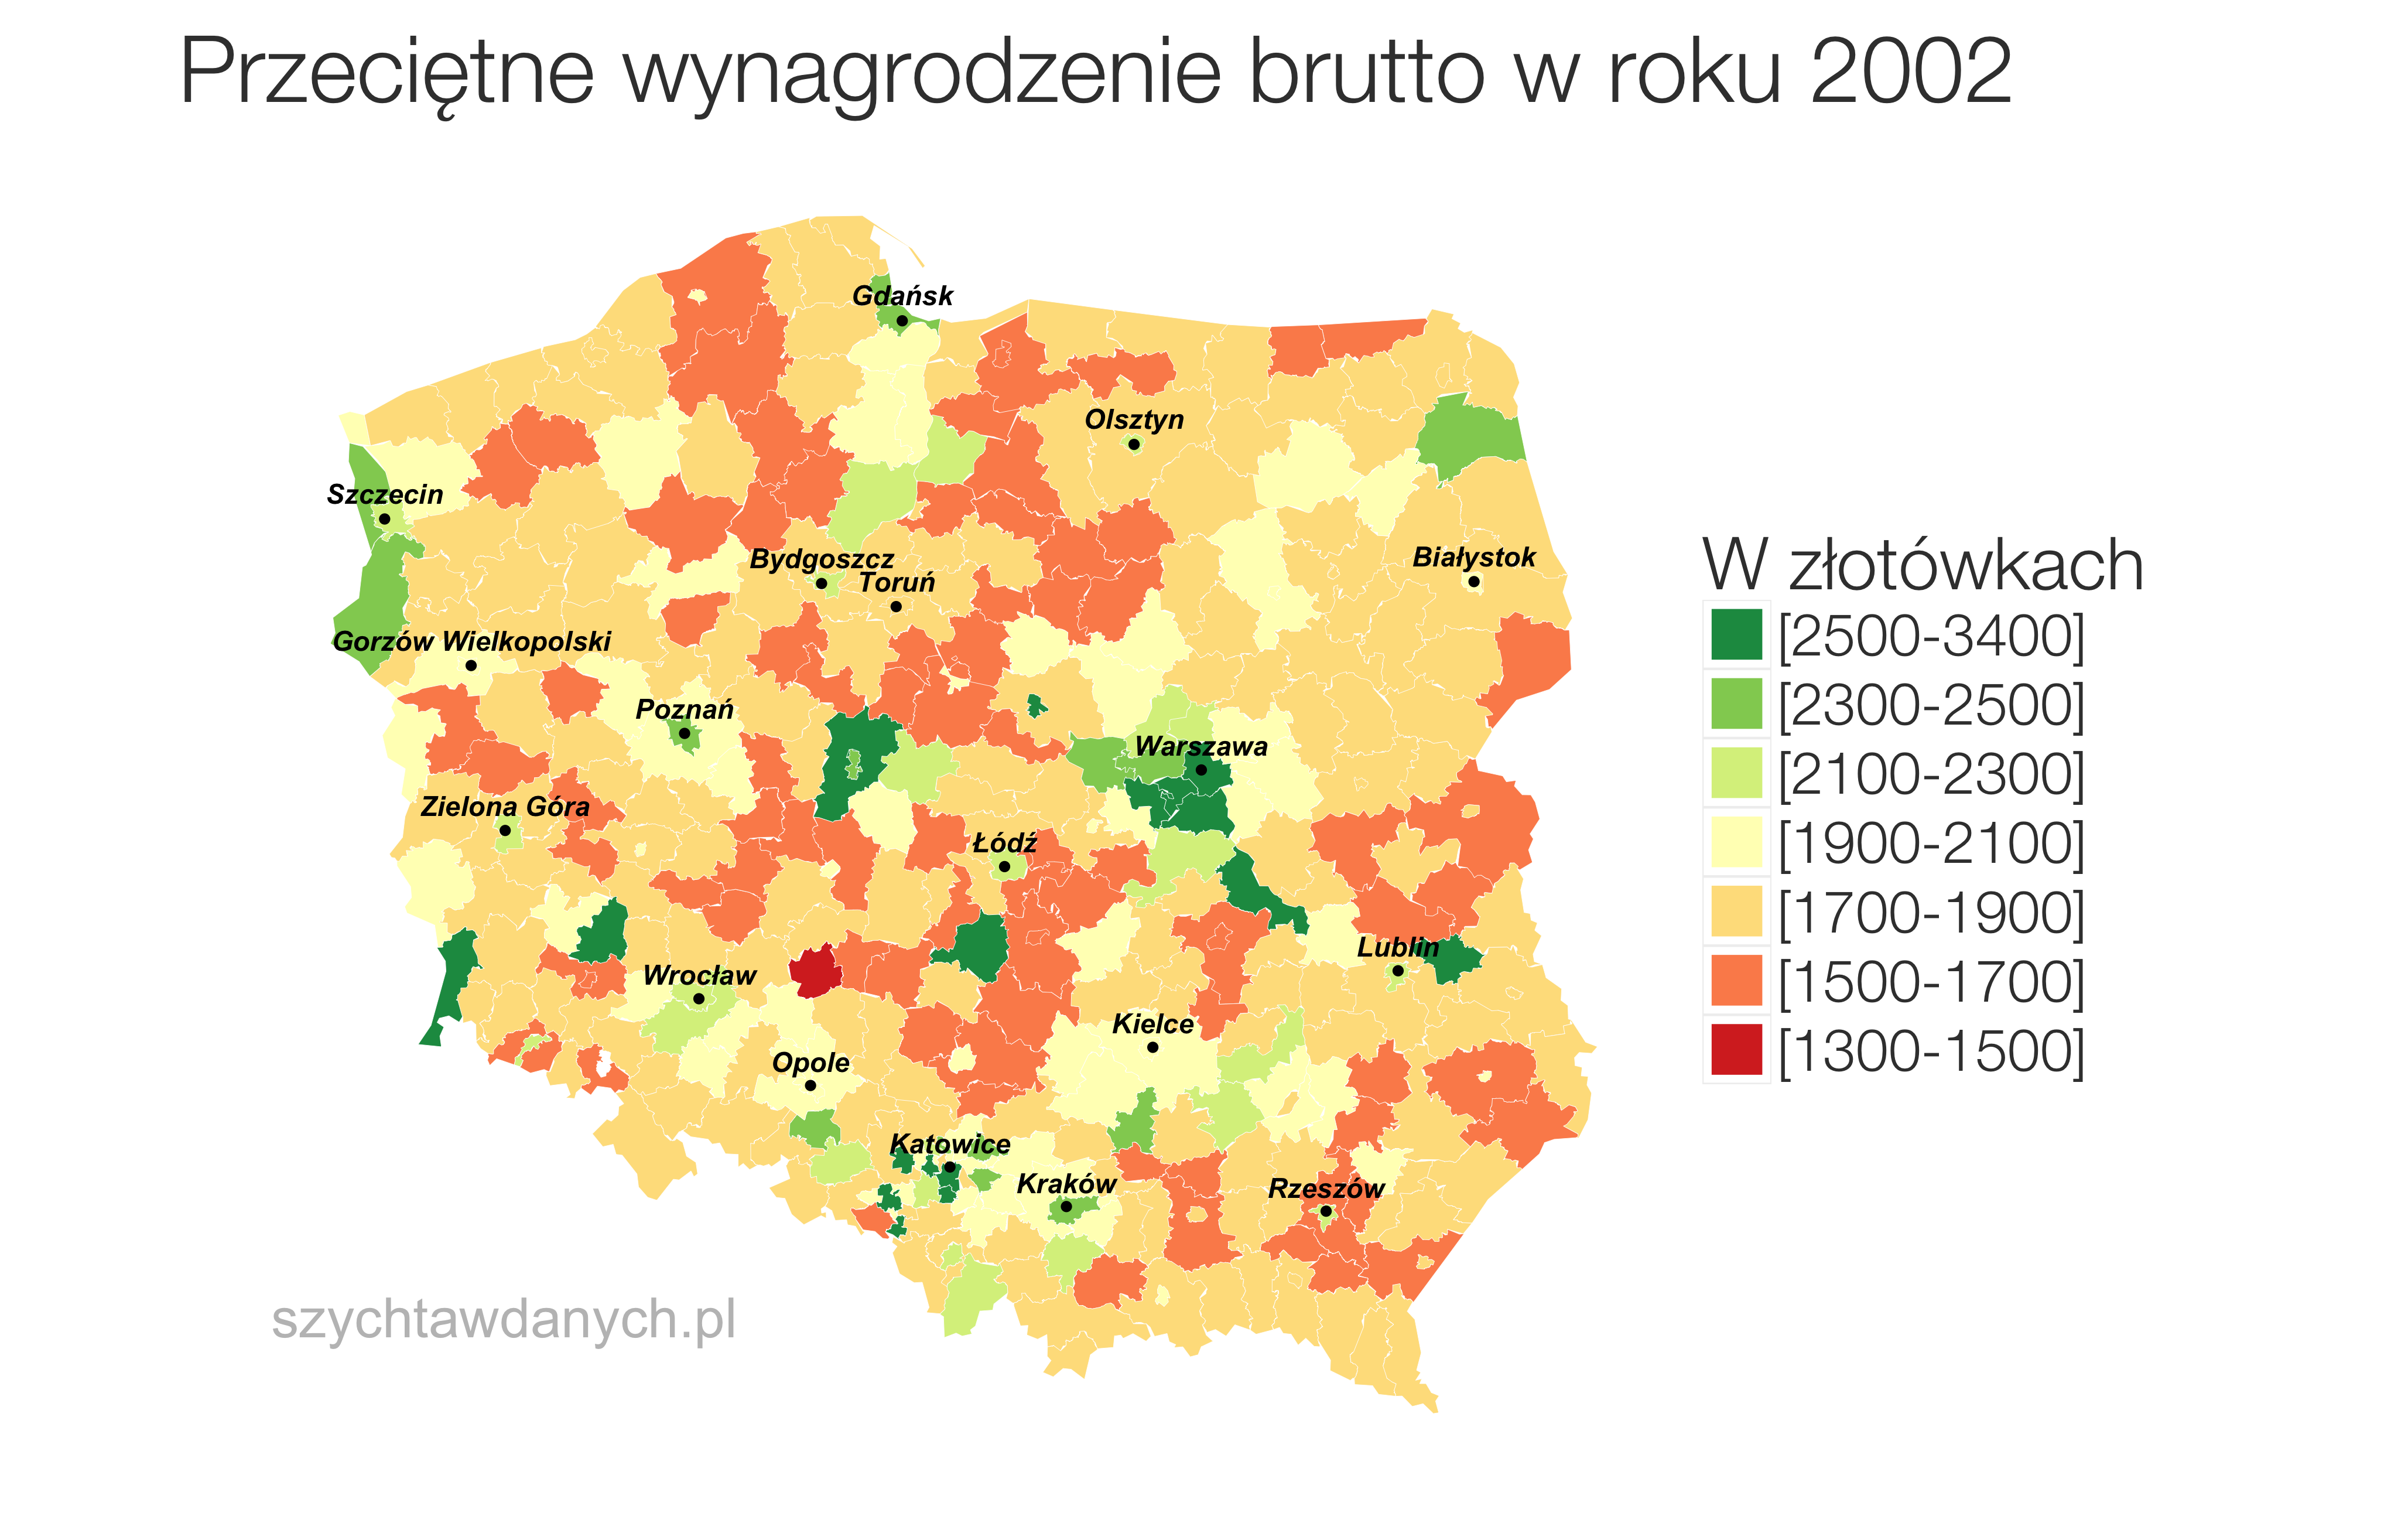 Przeciętne wynagrodzenie brutto w roku 2002
Gdańsk
Olsztyn
Szczecin
Bydgoszcz
Toruń
Białystok
Gorzów Wielkopolski
Poznań
Warszawa
Zielona Góra
Łódź
Lublin
Wrocław
Kielce
Opole
Katowice
Kraków
Rzeszów
W złotówkach
[2500-3400]
[2300-2500]
[2100-2300]
[1900-2100]
[1700-1900]
[1500-1700]
[1300-1500]
szychtawdanych.pl